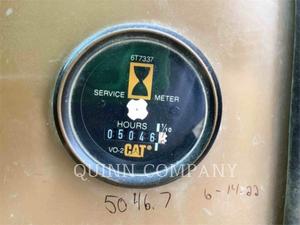 6T7337
SERVICE METER
HOURS 1/10
05046
VO-2 CAT
QUINN COMPANY
5046.7 6-14-22